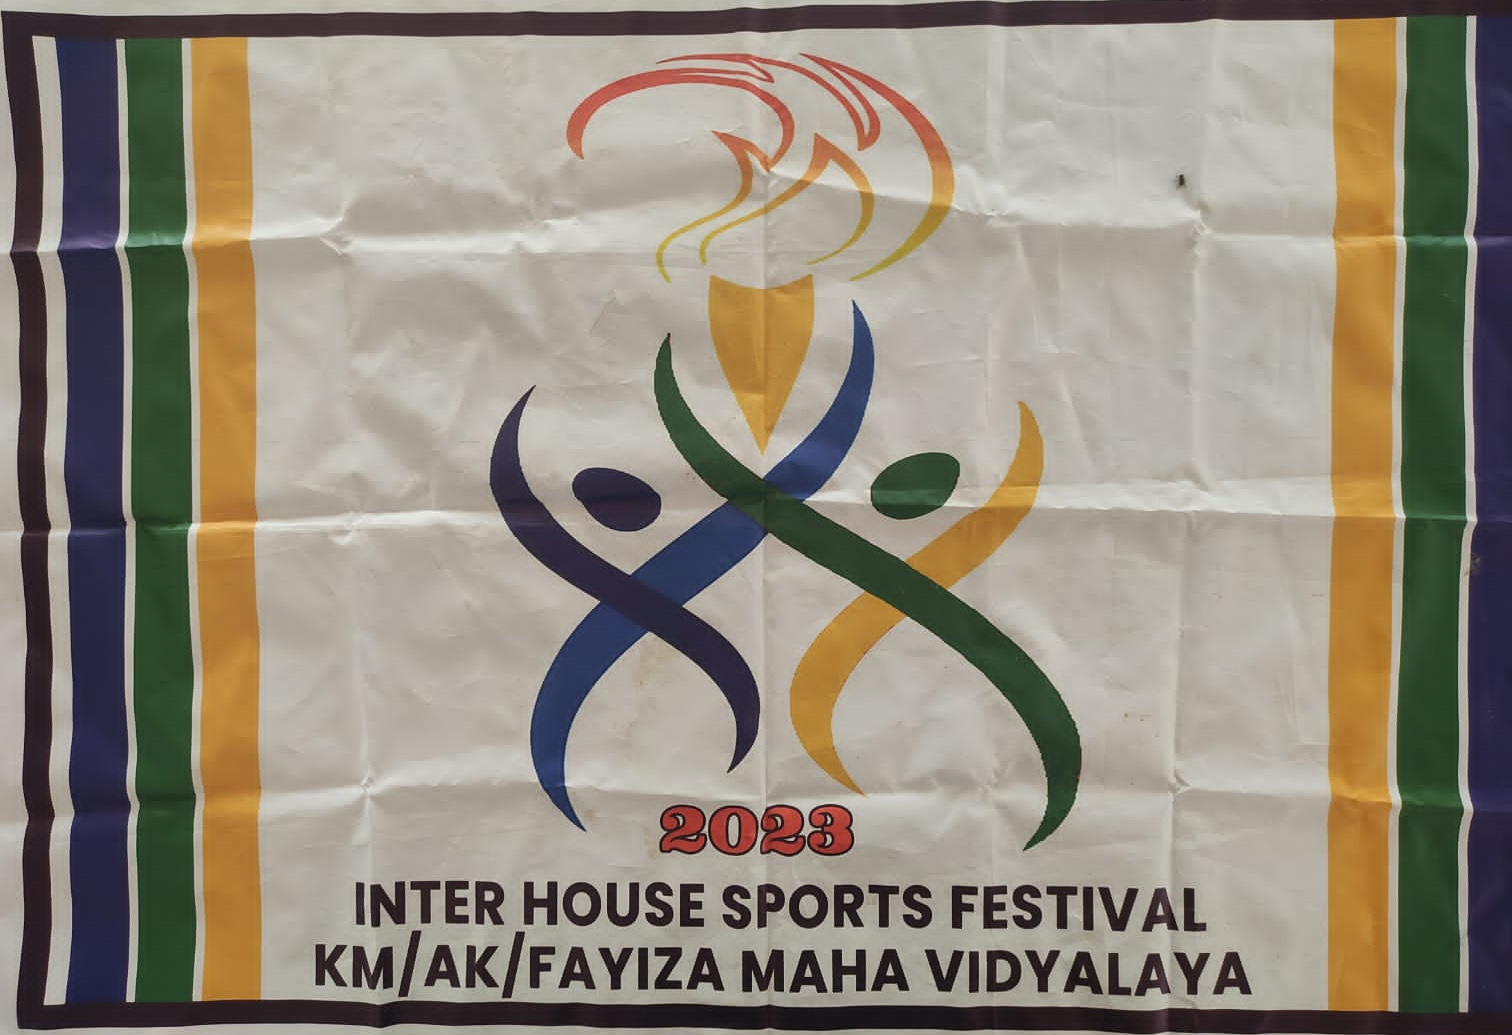 2023
INTER HOUSE SPORTS FESTIVAL
KM/AK/FAYIZA MAHA VIDYALAYA